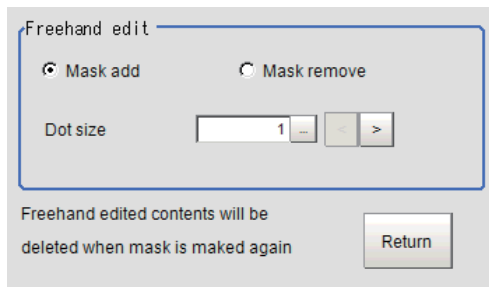 Freehand edit
Mask add Mask remove
Dot size 1 ... < >
Freehand edited contents will be
deleted when mask is maked again
Return